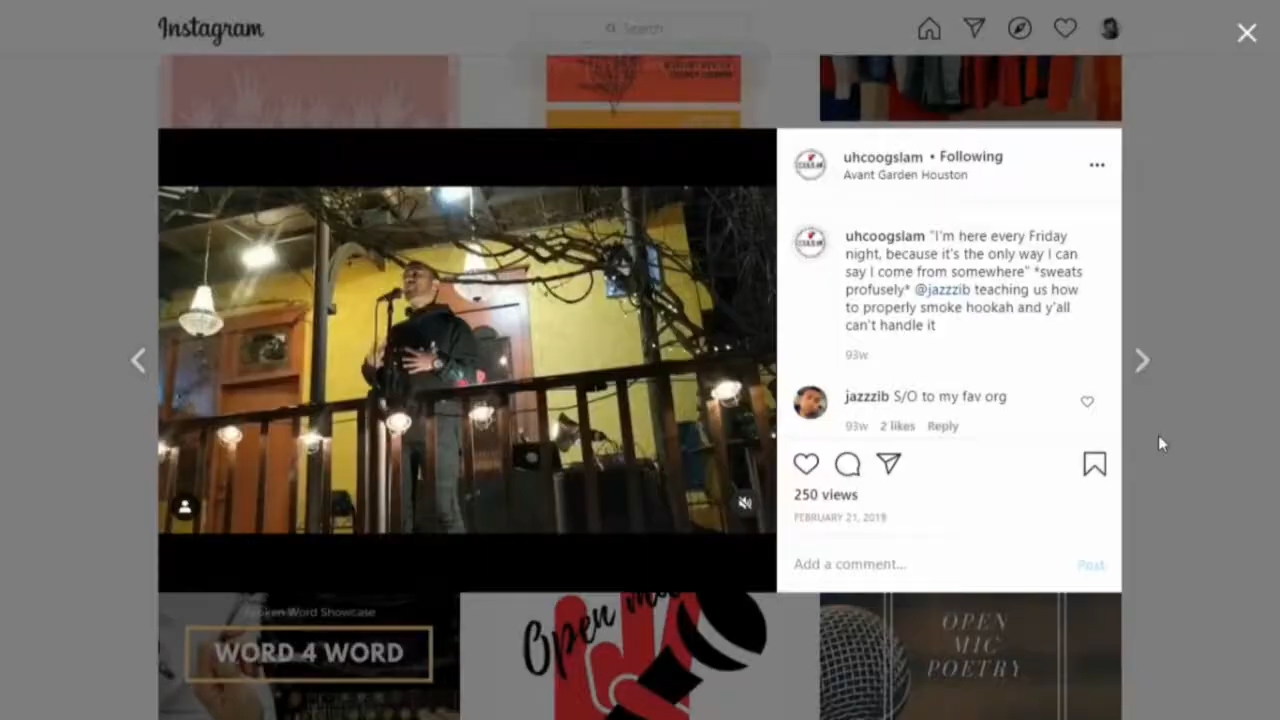 Instagram
Search
uhcoogslam • Following
Avant Garden Houston
uhcoogslam "I'm here every Friday
night, because it's the only way I can
say I come from somewhere" *sweats
profusely* @jazzzib teaching us how
to properly smoke hookah and y'all
can't handle it
93w
jazzzib S/O to my fav org
93w 2 likes Reply
250 views
FEBRUARY 21, 2019
Add a comment...
Post
Spoken Word Showcase
WORD 4 WORD
Open
OPEN
MIC
POETRY